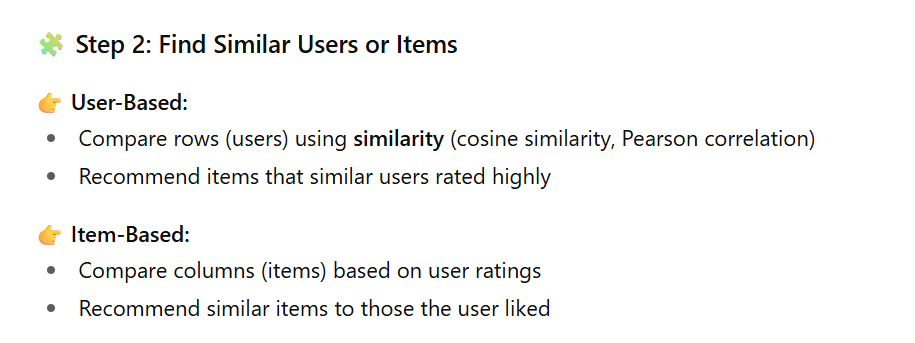 🧩 Step 2: Find Similar Users or Items
👉 User-Based:
• Compare rows (users) using similarity (cosine similarity, Pearson correlation)
• Recommend items that similar users rated highly
👉 Item-Based:
• Compare columns (items) based on user ratings
• Recommend similar items to those the user liked